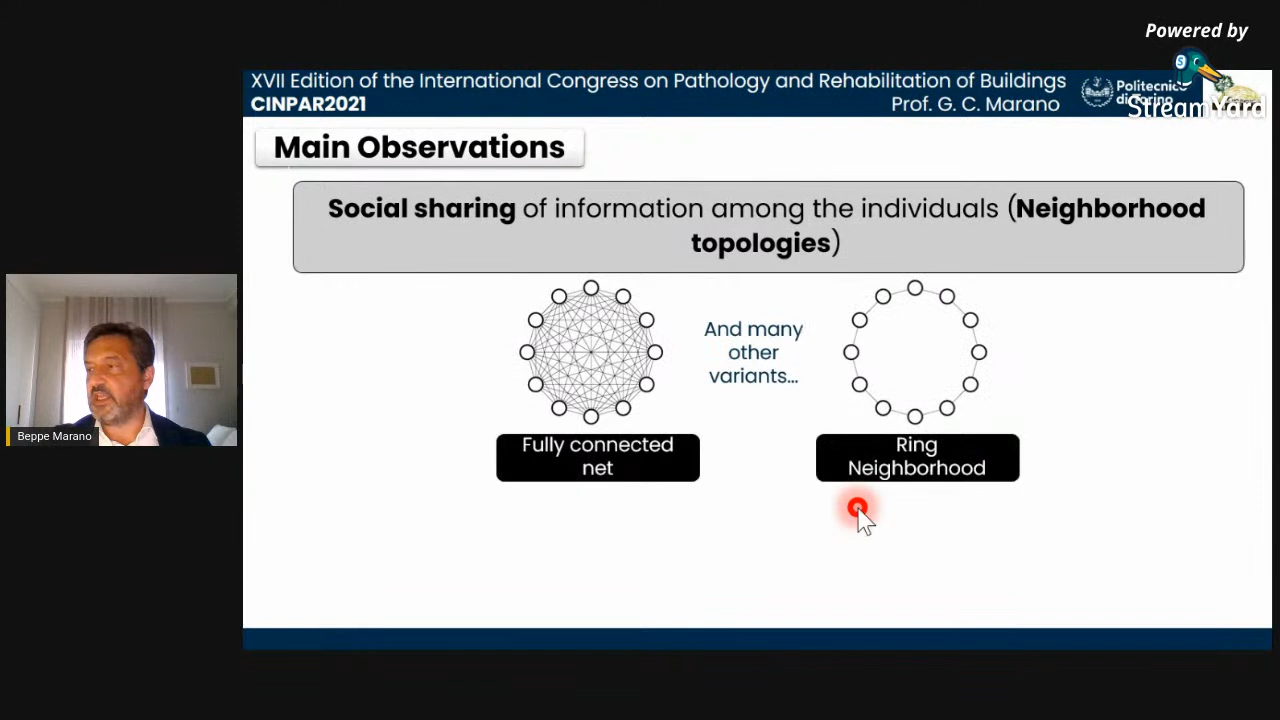 Powered by
StreamYard
XVII Edition of the International Congress on Pathology and Rehabilitation of Buildings
CINPAR2021
Prof. G. C. Marano
Politecnico
di Torino
Main Observations
Social sharing of information among the individuals (Neighborhood
topologies)
And many
other
variants...
Fully connected
net
Ring
Neighborhood
Beppe Marano